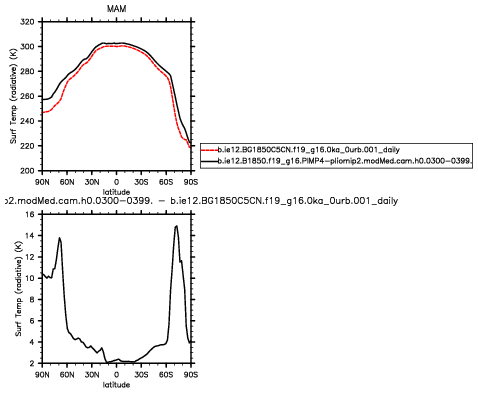 MAM
320
300
280
260
240
220
200
Surf Temp (radiative) (K)
90N 60N 30N 0 30S 60S 90S
latitude
b.ie12.BG1850C5CN.f19_g16.0ka_0urb.001_daily
b.ie12.B1850.f19_g16.PlMP4-pliomip2.modMed.cam.h0.0300-0399.
p2.modMed.cam.h0.0300-0399. - b.ie12.BG1850C5CN.f19_g16.0ka_0urb.001_daily
16
14
12
10
8
6
4
2
Surf Temp (radiative) (K)
90N 60N 30N 0 30S 60S 90S
latitude